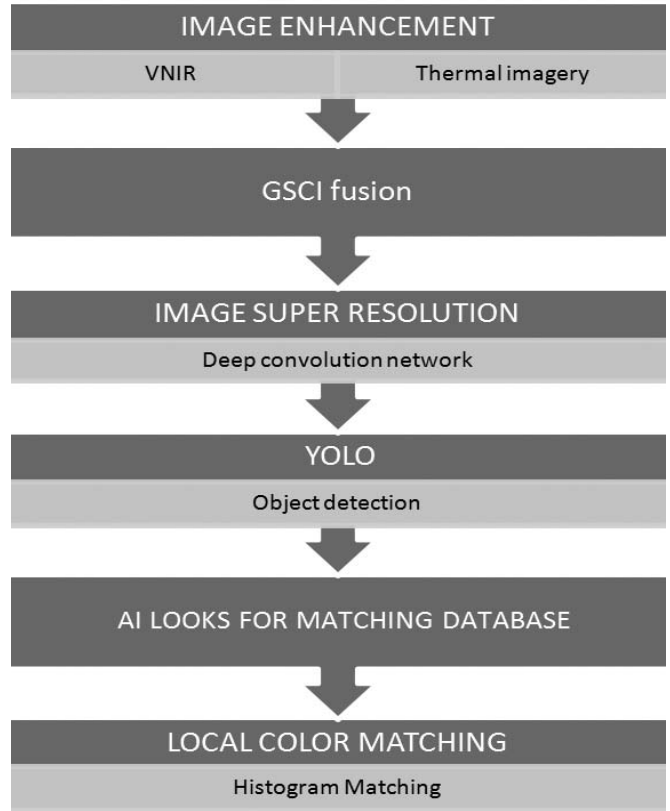 IMAGE ENHANCEMENT
VNIR Thermal imagery
GSCI fusion
IMAGE SUPER RESOLUTION
Deep convolution network
YOLO
Object detection
AI LOOKS FOR MATCHING DATABASE
LOCAL COLOR MATCHING
Histogram Matching